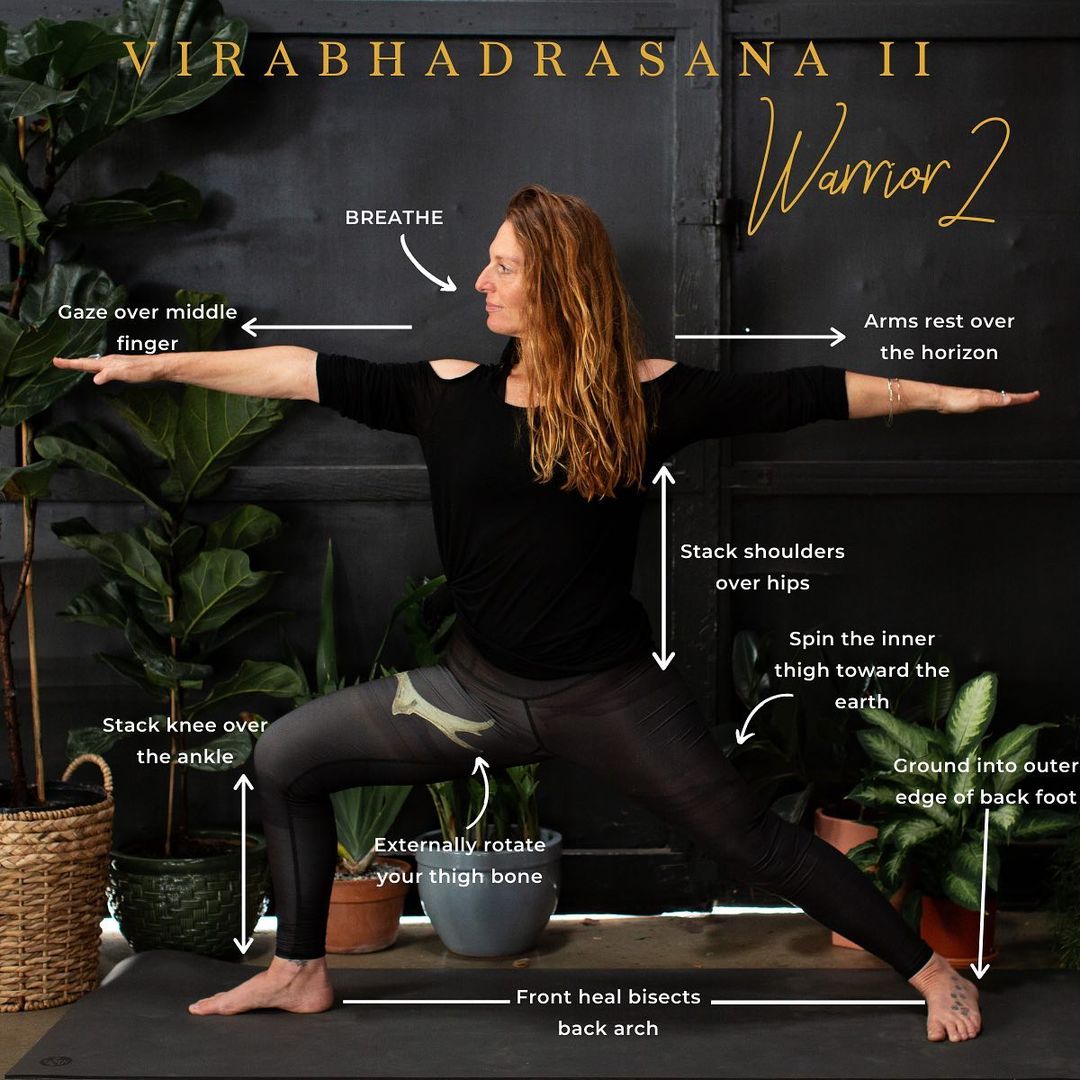 VIRABHADRASANA II
Warrior 2
BREATHE
Gaze over middle
finger
Arms rest over
the horizon
Stack shoulders
over hips
Spin the inner
thigh toward the
earth
Stack knee over
the ankle
Ground into outer
edge of back foot
Externally rotate
your thigh bone
Front heal bisects
back arch